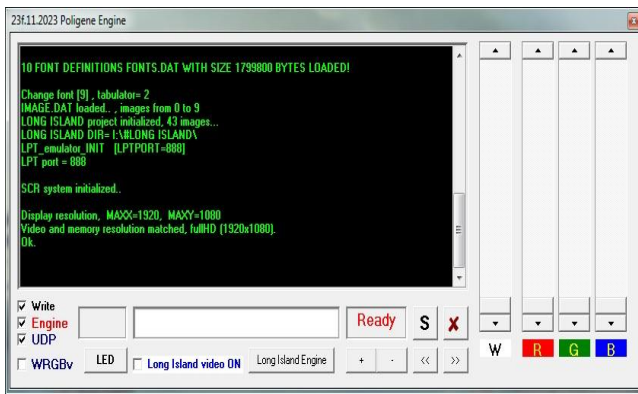 23f.11.2023 Poligene Engine
10 FONT DEFINITIONS FONTS.DAT WITH SIZE 1799800 BYTES LOADED!
Change font [9] , tabulator= 2
IMAGE.DAT loaded.. , images from 0 to 9
LONG ISLAND project initialized, 43 images...
LONG ISLAND DIR= I:\#LONG ISLAND\
LPT_emulator_INIT [LPTPORT=888]
LPT port = 888
SCR system initialized..
Display resolution, MAXX=1920, MAXY=1080
Video and memory resolution matched, fullHD (1920x1080).
Ok.
Write
Engine
UDP
WRGBv
LED
Long Island video ON
Long Island Engine
Ready
S
X
+
-
<<
>>
W
R
G
B